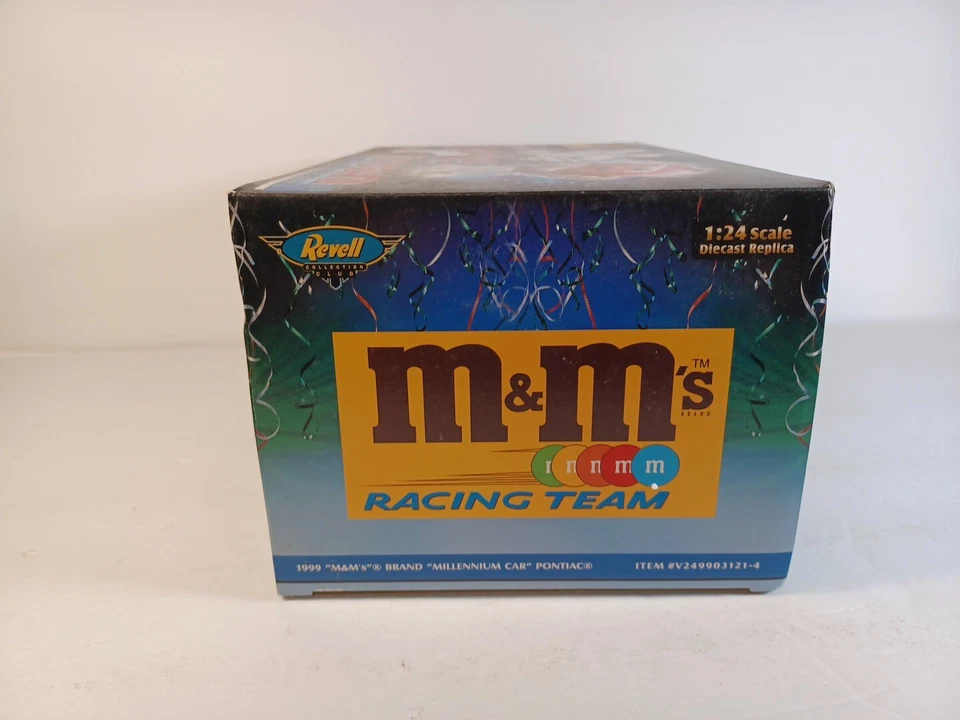 Revell
COLLECTION
CLUB
1:24 Scale
Diecast Replica
m&m's™
BRAND
m m m m m
RACING TEAM
1999 "M&M's"® BRAND "MILLENNIUM CAR" PONTIAC®
ITEM #V249903121-4